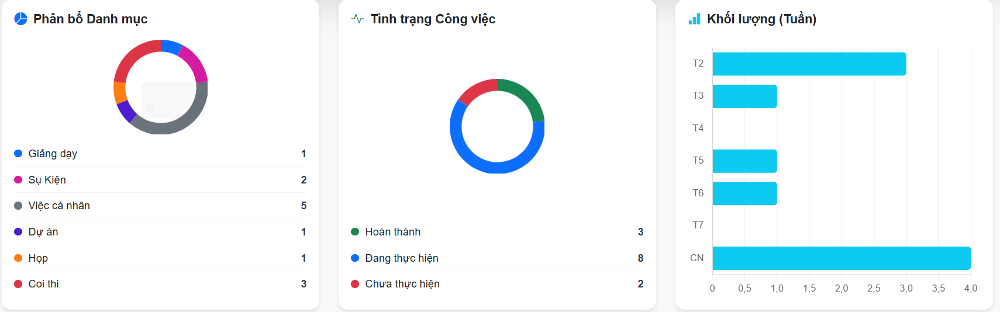 Phân bổ Danh mục
Giảng dạy 1
Sụ Kiện 2
Việc cá nhân 5
Dự án 1
Họp 1
Coi thi 3
Tình trạng Công việc
Hoàn thành 3
Đang thực hiện 8
Chưa thực hiện 2
Khối lượng (Tuần)
T2
T3
T4
T5
T6
T7
CN
0 0,5 1,0 1,5 2,0 2,5 3,0 3,5 4,0